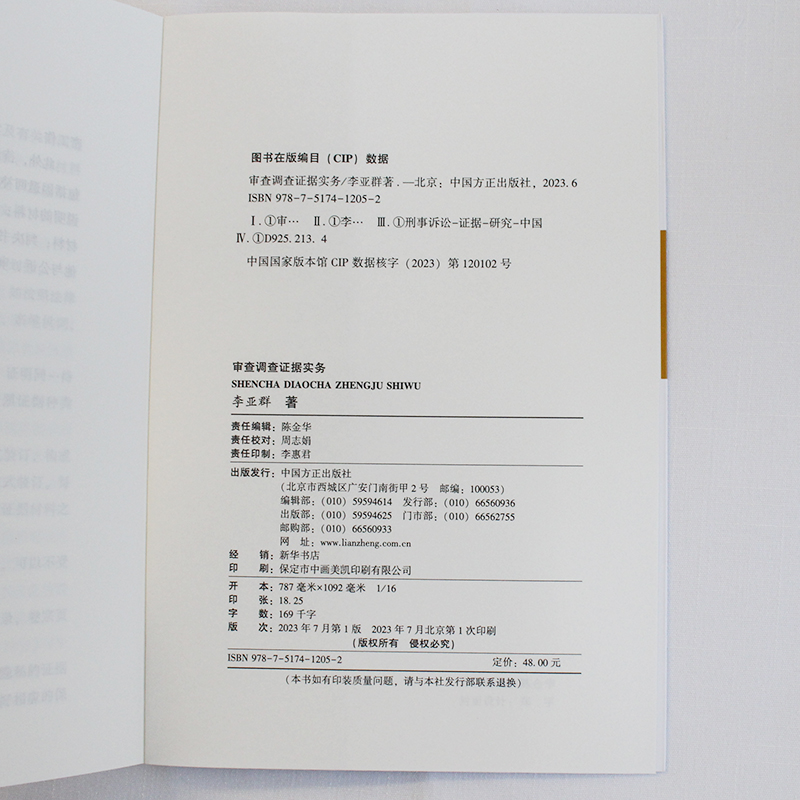 图书在版编目（CIP）数据
审查调查证据实务/李亚群著．—北京：中国方正出版社，2023.6
ISBN 978-7-5174-1205-2
Ⅰ.①审… Ⅱ.①李… Ⅲ.①刑事诉讼-证据-研究-中国
Ⅳ.①D925.213.4
中国国家版本馆CIP数据核字（2023）第120102号
审查调查证据实务
SHENCHA DIAOCHA ZHENGJU SHIWU
李亚群 著
责任编辑：陈金华
责任校对：周志娟
责任印制：李惠君
出版发行：中国方正出版社
（北京市西城区广安门南街甲2号 邮编：100053）
编辑部：（010）59594614 发行部：（010）66560936
出版部：（010）59594625 门市部：（010）66562755
邮购部：（010）66560933
网 址：www.lianzheng.com.cn
经 销：新华书店
印 刷：保定市中画美凯印刷有限公司
开 本：787毫米×1092毫米 1/16
印 张：18.25
字 数：169千字
版 次：2023年7月第1版 2023年7月北京第1次印刷
（版权所有 侵权必究）
ISBN 978-7-5174-1205-2 定价：48.00元
（本书如有印装质量问题，请与本社发行部联系退换）